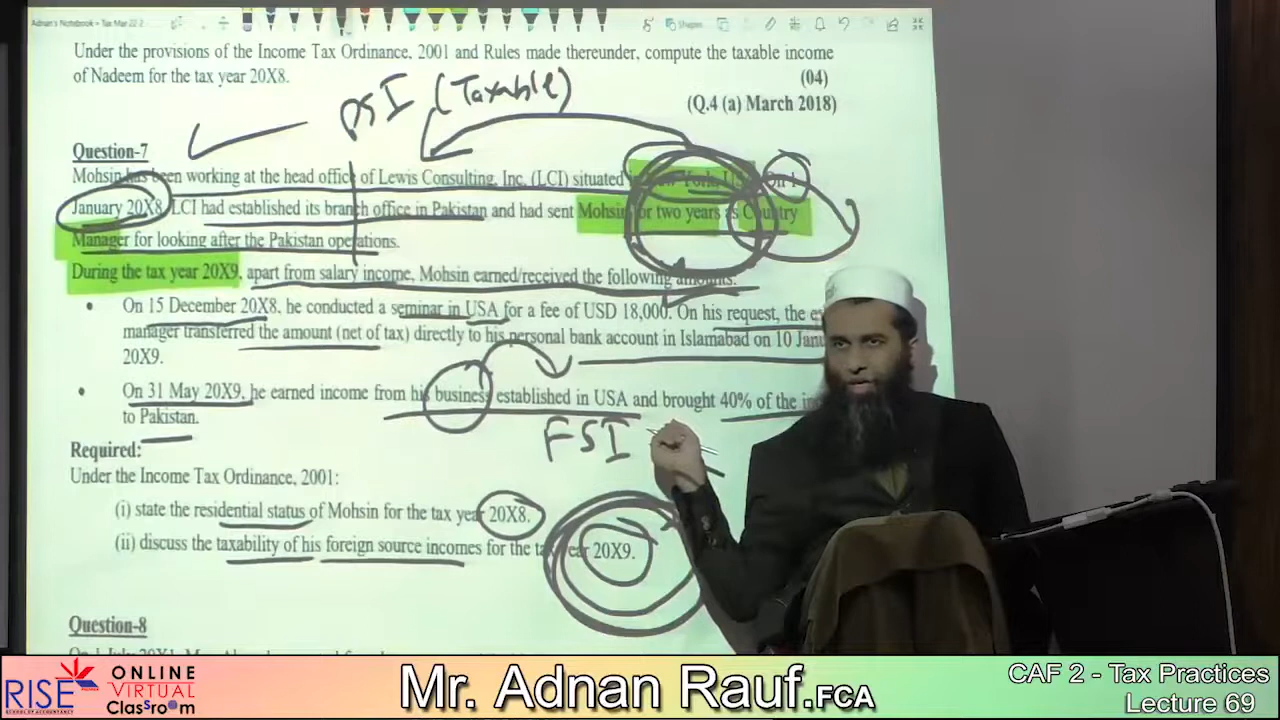 Adnan's Notebook – Tax Mar 22
Shapes
Under the provisions of the Income Tax Ordinance, 2001 and Rules made thereunder, compute the taxable income
of Nadeem for the tax year 20X8.
(04)
(Q.4 (a) March 2018)
PSI (Taxable)
Question-7
Mohsin has been working at the head office of Lewis Consulting, Inc. (LCI) situated in New York, USA. On 1
January 20X8, LCI had established its branch office in Pakistan and had sent Mohsin for two years as Country
Manager for looking after the Pakistan operations.
During the tax year 20X9, apart from salary income, Mohsin earned/received the following amounts:
• On 15 December 20X8, he conducted a seminar in USA for a fee of USD 18,000. On his request, the
manager transferred the amount (net of tax) directly to his personal bank account in Islamabad on 10
20X9.
• On 31 May 20X9, he earned income from his business established in USA and brought 40% of the
to Pakistan.
FSI
Required:
Under the Income Tax Ordinance, 2001:
(i) state the residential status of Mohsin for the tax year 20X8.
(ii) discuss the taxability of his foreign source incomes for the tax year 20X9.
Question-8
RISE
SCHOOL OF ACCOUNTANCY
ONLINE
VIRTUAL
Classroom
Mr. Adnan Rauf.FCA
CAF 2 - Tax Practices
Lecture 69